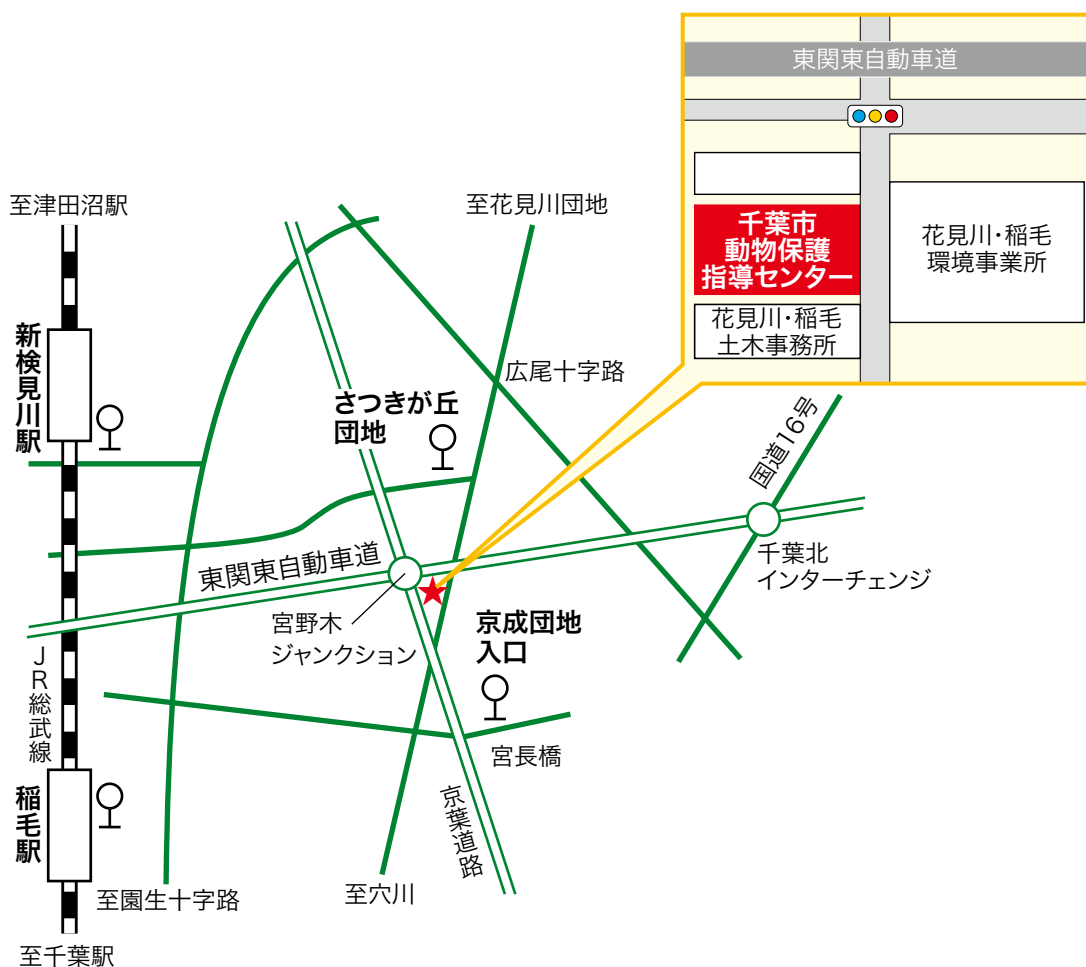 東関東自動車道
千葉市
動物保護
指導センター
花見川・稲毛
環境事業所
花見川・稲毛
土木事務所
至津田沼駅
至花見川団地
新検見川駅
広尾十字路
さつきが丘
団地
国道16号
千葉北
インターチェンジ
東関東自動車道
宮野木
ジャンクション
京成団地
入口
JR総武線
宮長橋
稲毛駅
京葉道路
至園生十字路
至穴川
至千葉駅